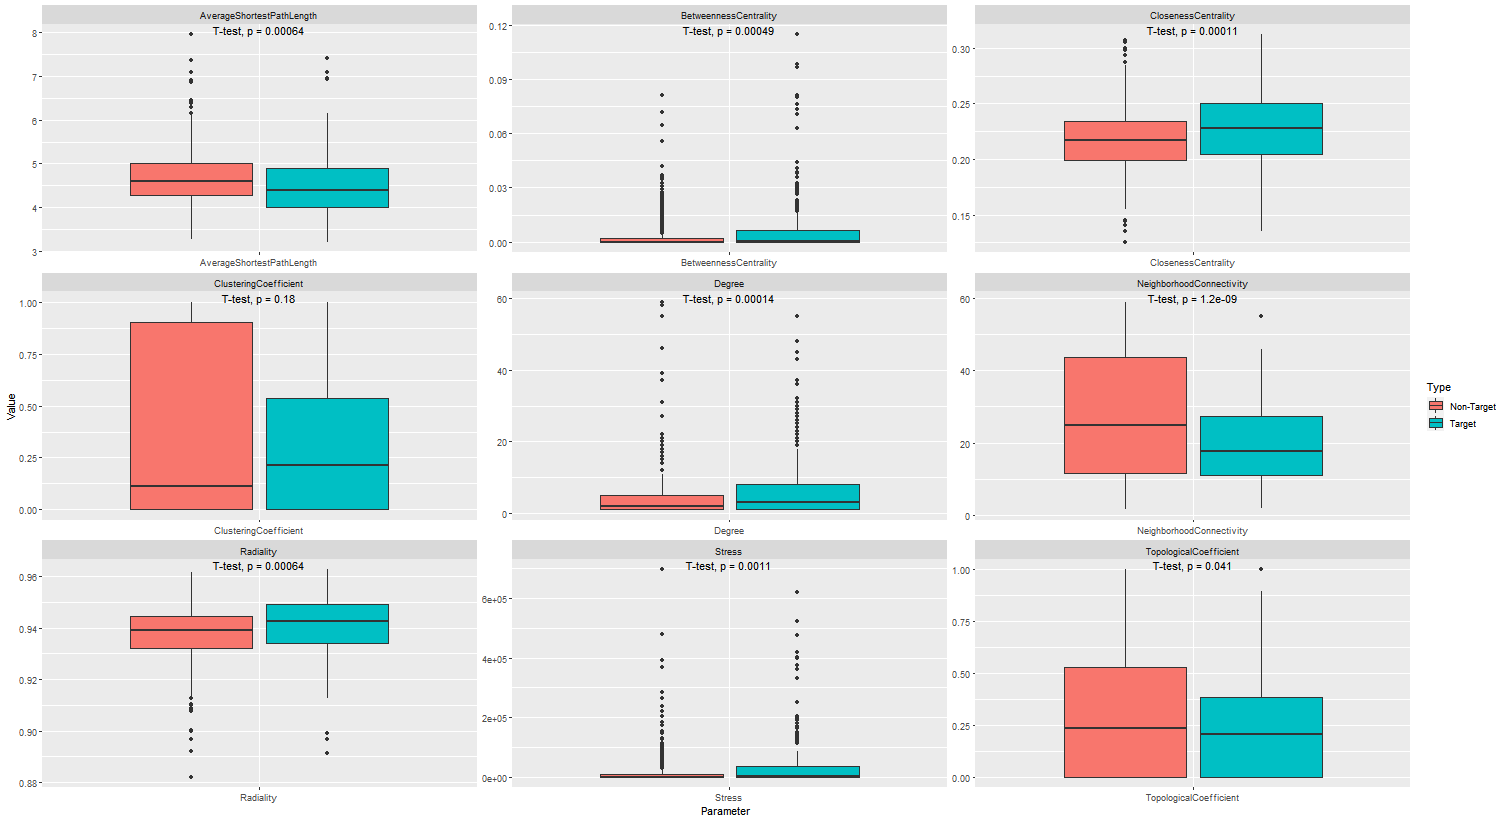 AverageShortestPathLength
T-test, p = 0.00064
8
7
6
5
4
3
AverageShortestPathLength
BetweennessCentrality
T-test, p = 0.00049
0.12
0.09
0.06
0.03
0.00
BetweennessCentrality
ClosenessCentrality
T-test, p = 0.00011
0.30
0.25
0.20
0.15
ClosenessCentrality
ClusteringCoefficient
T-test, p = 0.18
1.00
0.75
0.50
0.25
0.00
ClusteringCoefficient
Degree
T-test, p = 0.00014
60
40
20
0
Degree
NeighborhoodConnectivity
T-test, p = 1.2e-09
60
40
20
0
NeighborhoodConnectivity
Radiality
T-test, p = 0.00064
0.96
0.94
0.92
0.90
0.88
Radiality
Stress
T-test, p = 0.0011
6e+05
4e+05
2e+05
0e+00
Stress
TopologicalCoefficient
T-test, p = 0.041
1.00
0.75
0.50
0.25
0.00
TopologicalCoefficient
Value
Parameter
Type
Non-Target
Target